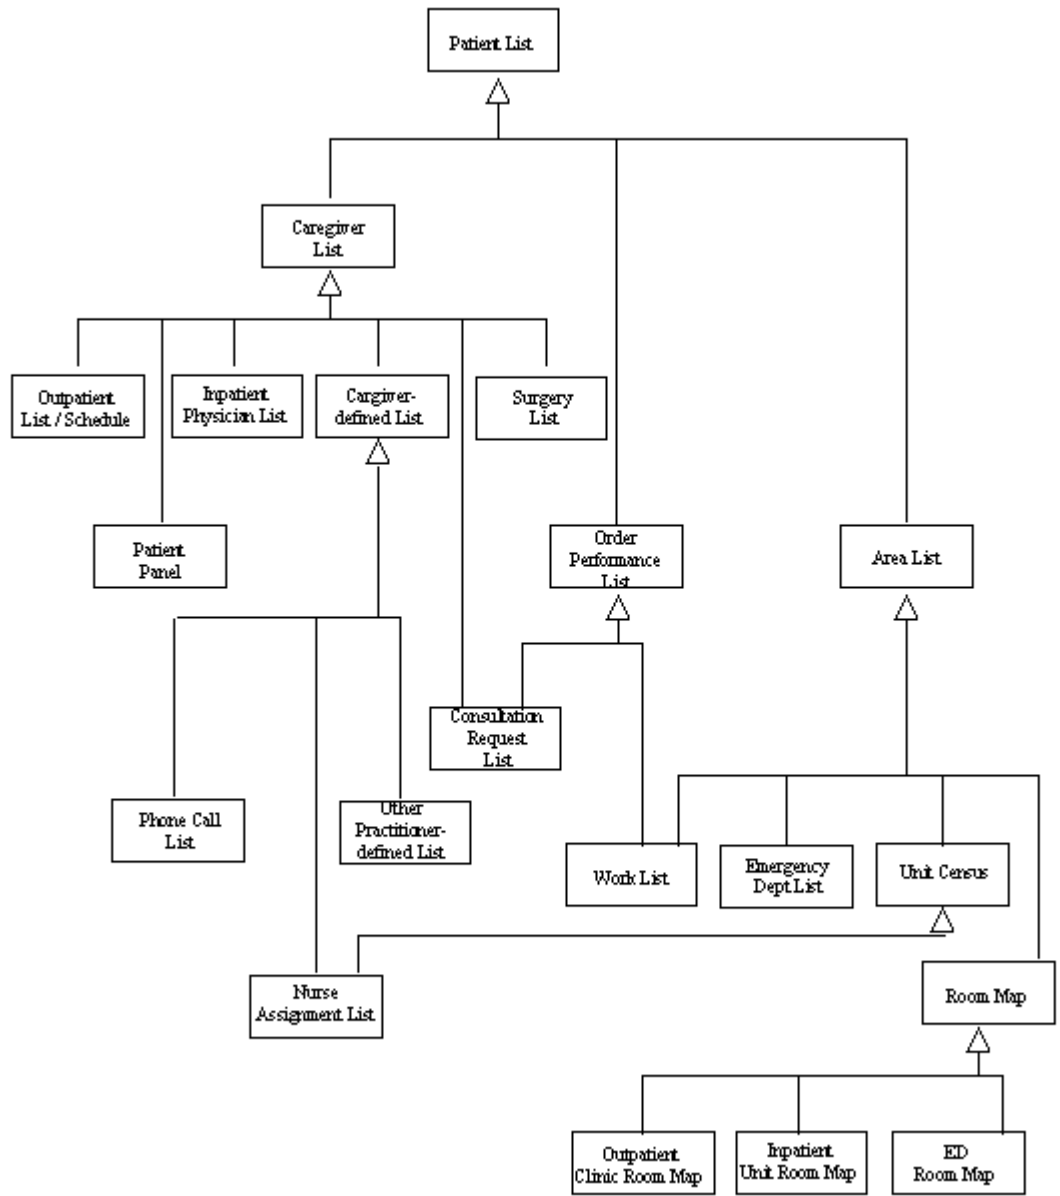 Patient List
Caregiver
List
Outpatient
List / Schedule
Inpatient
Physician List
Cargiver-
defined List
Surgery
List
Patient
Panel
Order
Performance
List
Area List
Consultation
Request
List
Phone Call
List
Other
Practitioner-
defined List
Work List
Emergency
Dept List
Unit Census
Nurse
Assignment List
Room Map
Outpatient
Clinic Room Map
Inpatient
Unit Room Map
ED
Room Map